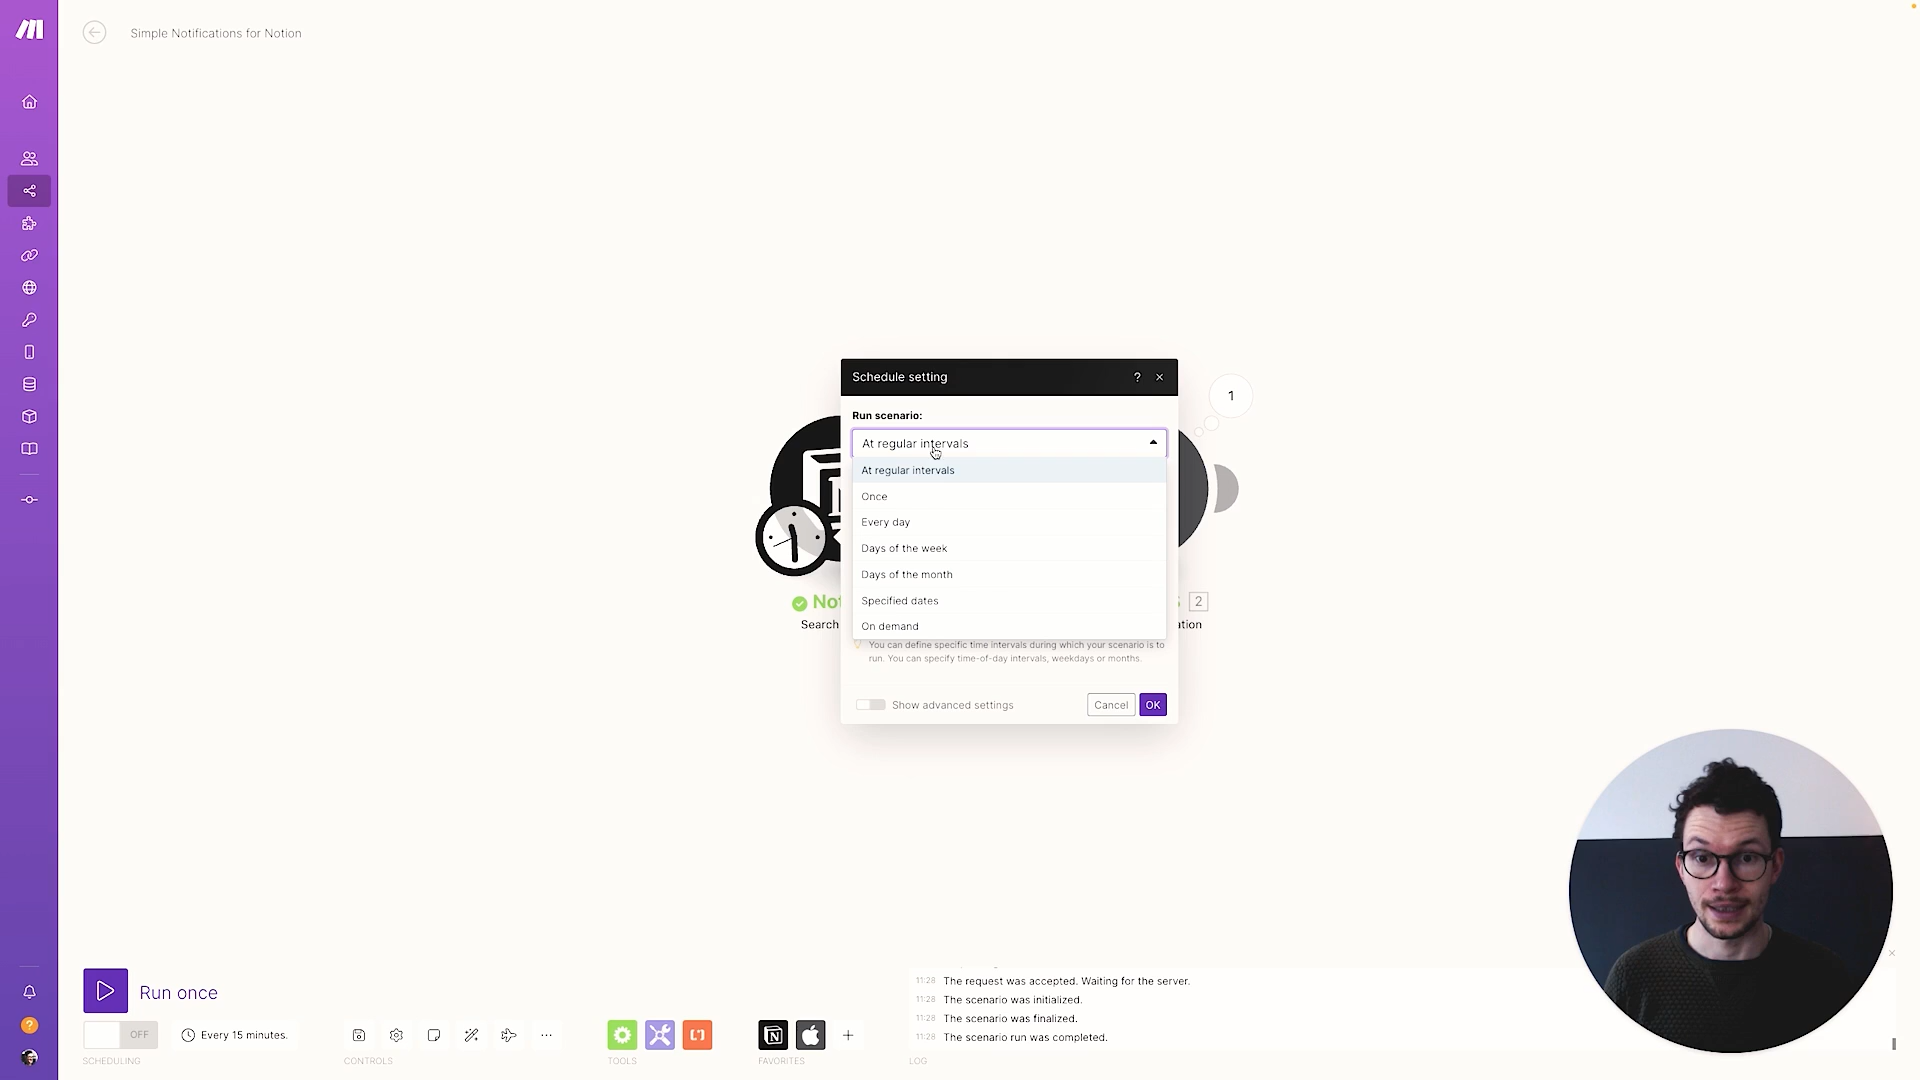 Simple Notifications for Notion
Schedule setting
?
1
Run scenario:
At regular intervals
At regular intervals
Once
Every day
Days of the week
Days of the month
Specified dates
On demand
Not
2
Search
ation
You can define specific time intervals during which your scenario is to
run. You can specify time-of-day intervals, weekdays or months.
Show advanced settings
Cancel
OK
Run once
OFF
Every 15 minutes.
SCHEDULING
CONTROLS
TOOLS
FAVORITES
LOG
11:28 The request was accepted. Waiting for the server.
11:28 The scenario was initialized.
11:28 The scenario was finalized.
11:28 The scenario run was completed.
?